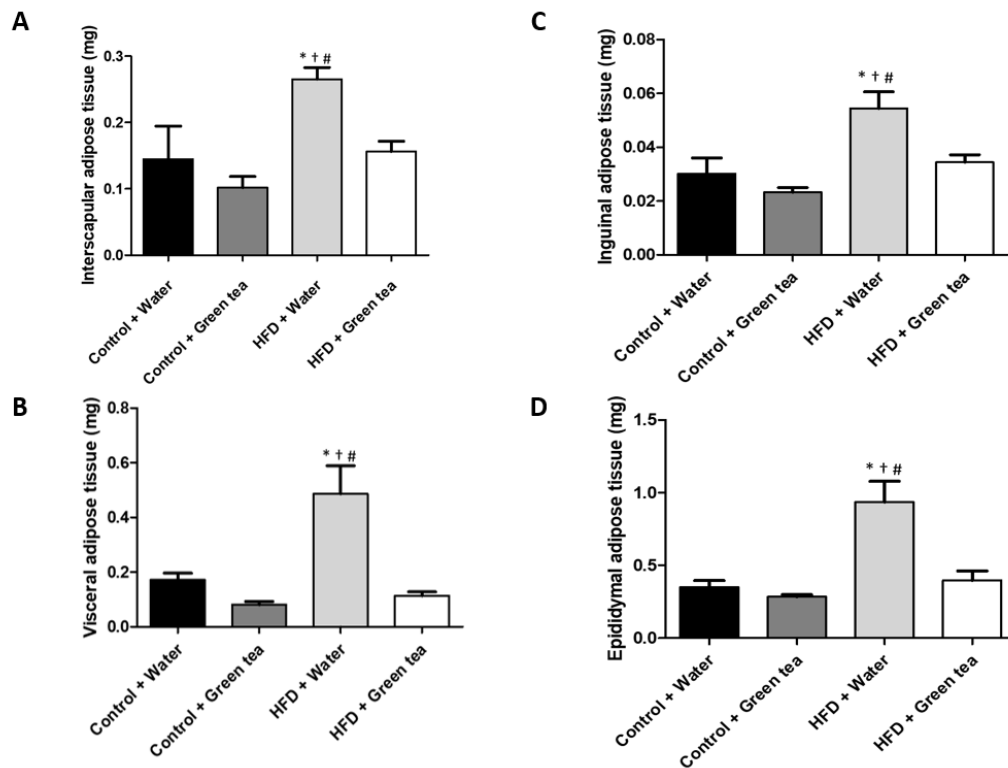 A
Interscapular adipose tissue (mg)
0.3
0.2
0.1
0.0
* † #
Control + Water
Control + Green tea
HFD + Water
HFD + Green tea
C
Inguinal adipose tissue (mg)
0.08
0.06
0.04
0.02
0.00
* † #
Control + Water
Control + Green tea
HFD + Water
HFD + Green tea
B
Visceral adipose tissue (mg)
0.8
0.6
0.4
0.2
0.0
* † #
Control + Water
Control + Green tea
HFD + Water
HFD + Green tea
D
Epididymal adipose tissue (mg)
1.5
1.0
0.5
0.0
* † #
Control + Water
Control + Green tea
HFD + Water
HFD + Green tea